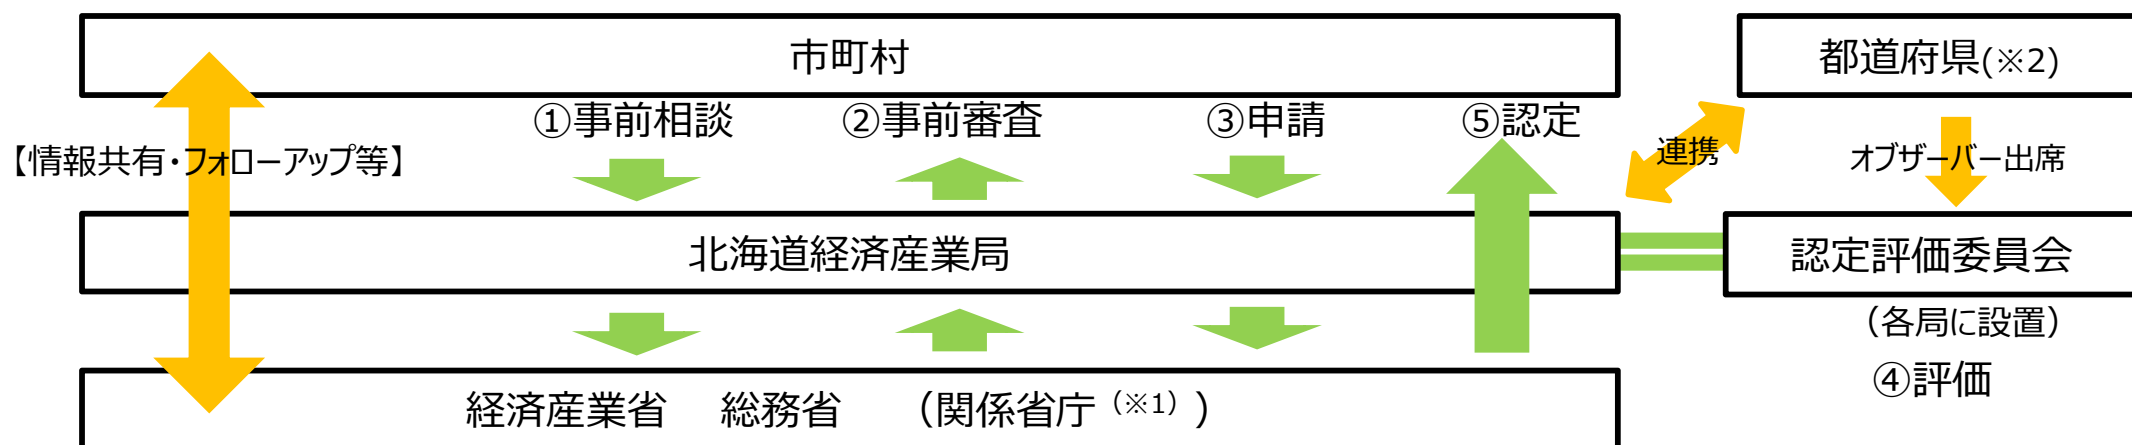 市町村
都道府県(※2)
①事前相談
②事前審査
③申請
⑤認定
連携
【情報共有・フォローアップ等】
オブザーバー出席
北海道経済産業局
認定評価委員会
（各局に設置）
④評価
経済産業省 総務省 （関係省庁（※1））